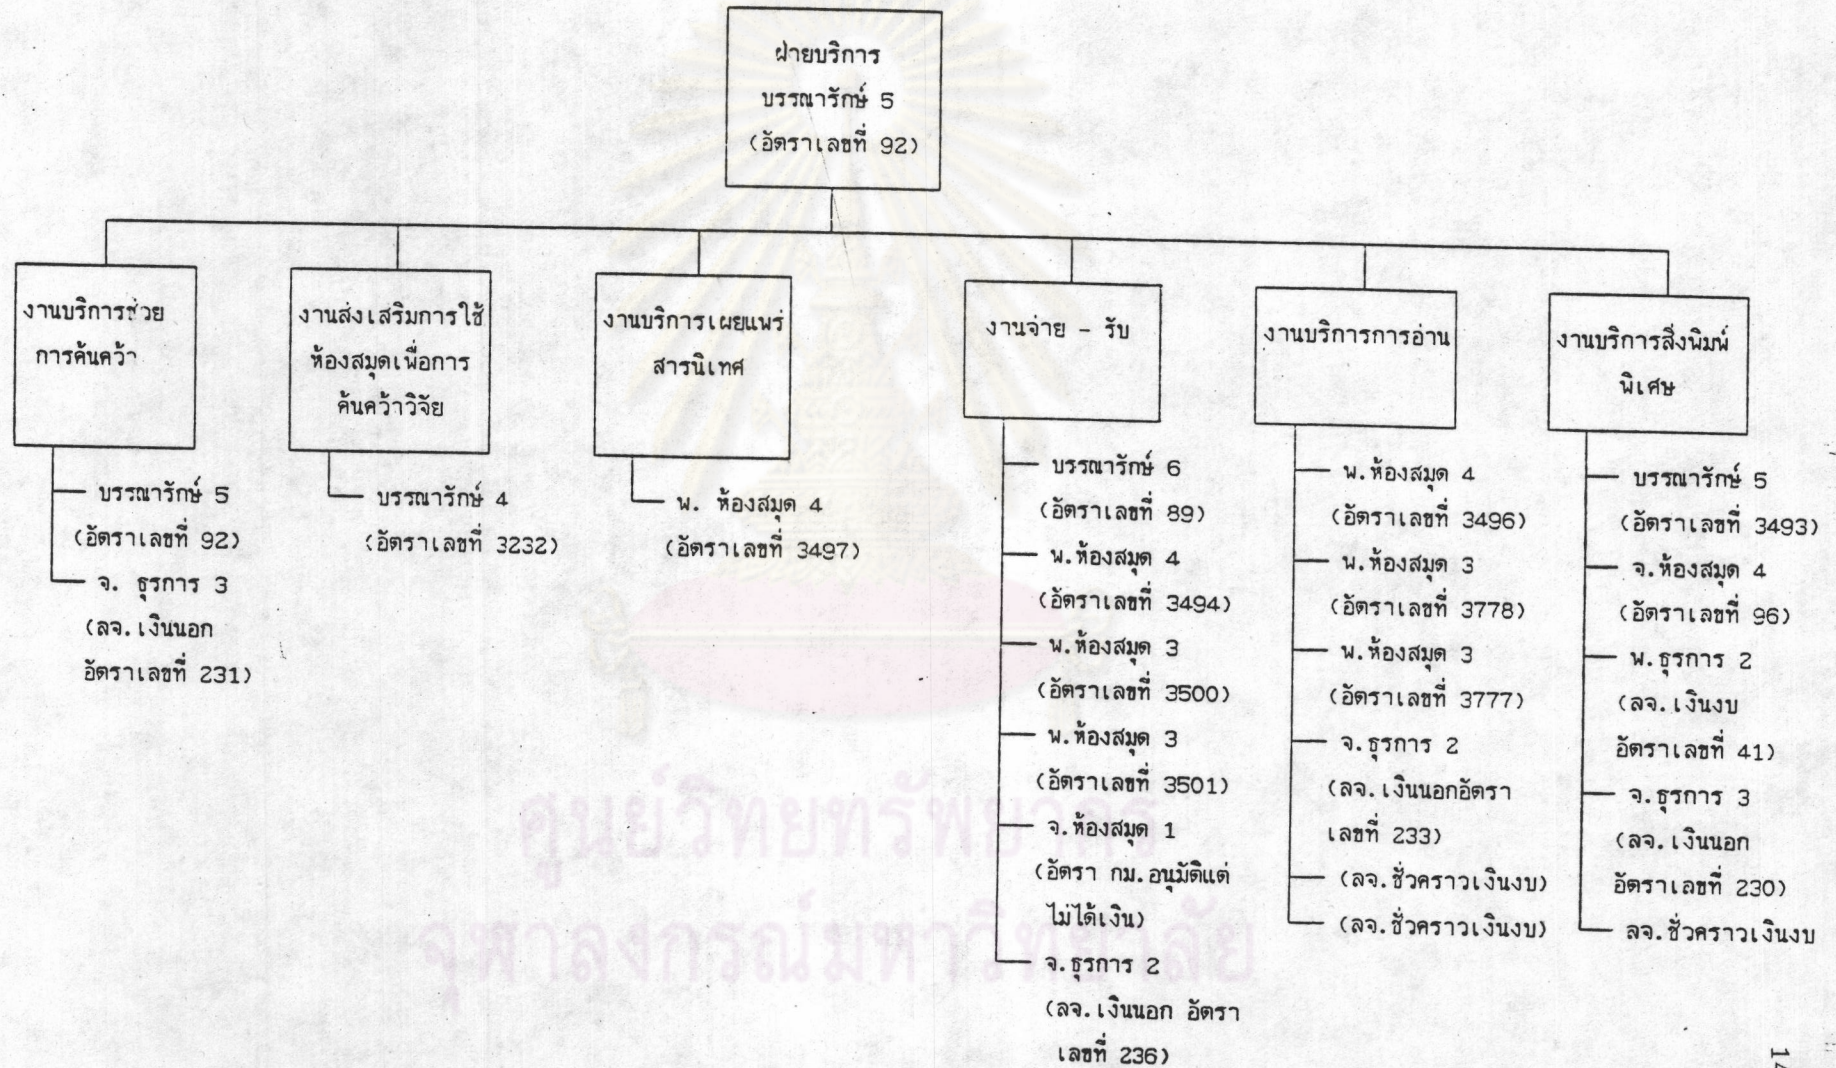 ฝ่ายบริการ
บรรณารักษ์ 5
(อัตราเลขที่ 92)
งานบริการช่วย
การค้นคว้า
บรรณารักษ์ 5
(อัตราเลขที่ 92)
จ. ธุรการ 3
(ลจ.เงินนอก
อัตราเลขที่ 231)
งานส่งเสริมการใช้
ห้องสมุดเพื่อการ
ค้นคว้าวิจัย
บรรณารักษ์ 4
(อัตราเลขที่ 3232)
งานบริการเผยแพร่
สารนิเทศ
พ. ห้องสมุด 4
(อัตราเลขที่ 3497)
งานจ่าย - รับ
บรรณารักษ์ 6
(อัตราเลขที่ 89)
พ.ห้องสมุด 4
(อัตราเลขที่ 3494)
พ.ห้องสมุด 3
(อัตราเลขที่ 3500)
พ.ห้องสมุด 3
(อัตราเลขที่ 3501)
จ.ห้องสมุด 1
(อัตรา กม.อนุมัติแต่
ไม่ได้เงิน)
จ.ธุรการ 2
(ลจ.เงินนอก อัตรา
เลขที่ 236)
งานบริการการอ่าน
พ.ห้องสมุด 4
(อัตราเลขที่ 3496)
พ.ห้องสมุด 3
(อัตราเลขที่ 3778)
พ.ห้องสมุด 3
(อัตราเลขที่ 3777)
จ.ธุรการ 2
(ลจ.เงินนอกอัตรา
เลขที่ 233)
(ลจ.ชั่วคราวเงินงบ)
(ลจ.ชั่วคราวเงินงบ)
งานบริการสิ่งพิมพ์
พิเศษ
บรรณารักษ์ 5
(อัตราเลขที่ 3493)
จ.ห้องสมุด 4
(อัตราเลขที่ 96)
พ.ธุรการ 2
(ลจ.เงินงบ
อัตราเลขที่ 41)
จ.ธุรการ 3
(ลจ.เงินนอก
อัตราเลขที่ 230)
ลจ.ชั่วคราวเงินงบ
ศูนย์วิทยทรัพยากร
จุฬาลงกรณ์มหาวิทยาลัย